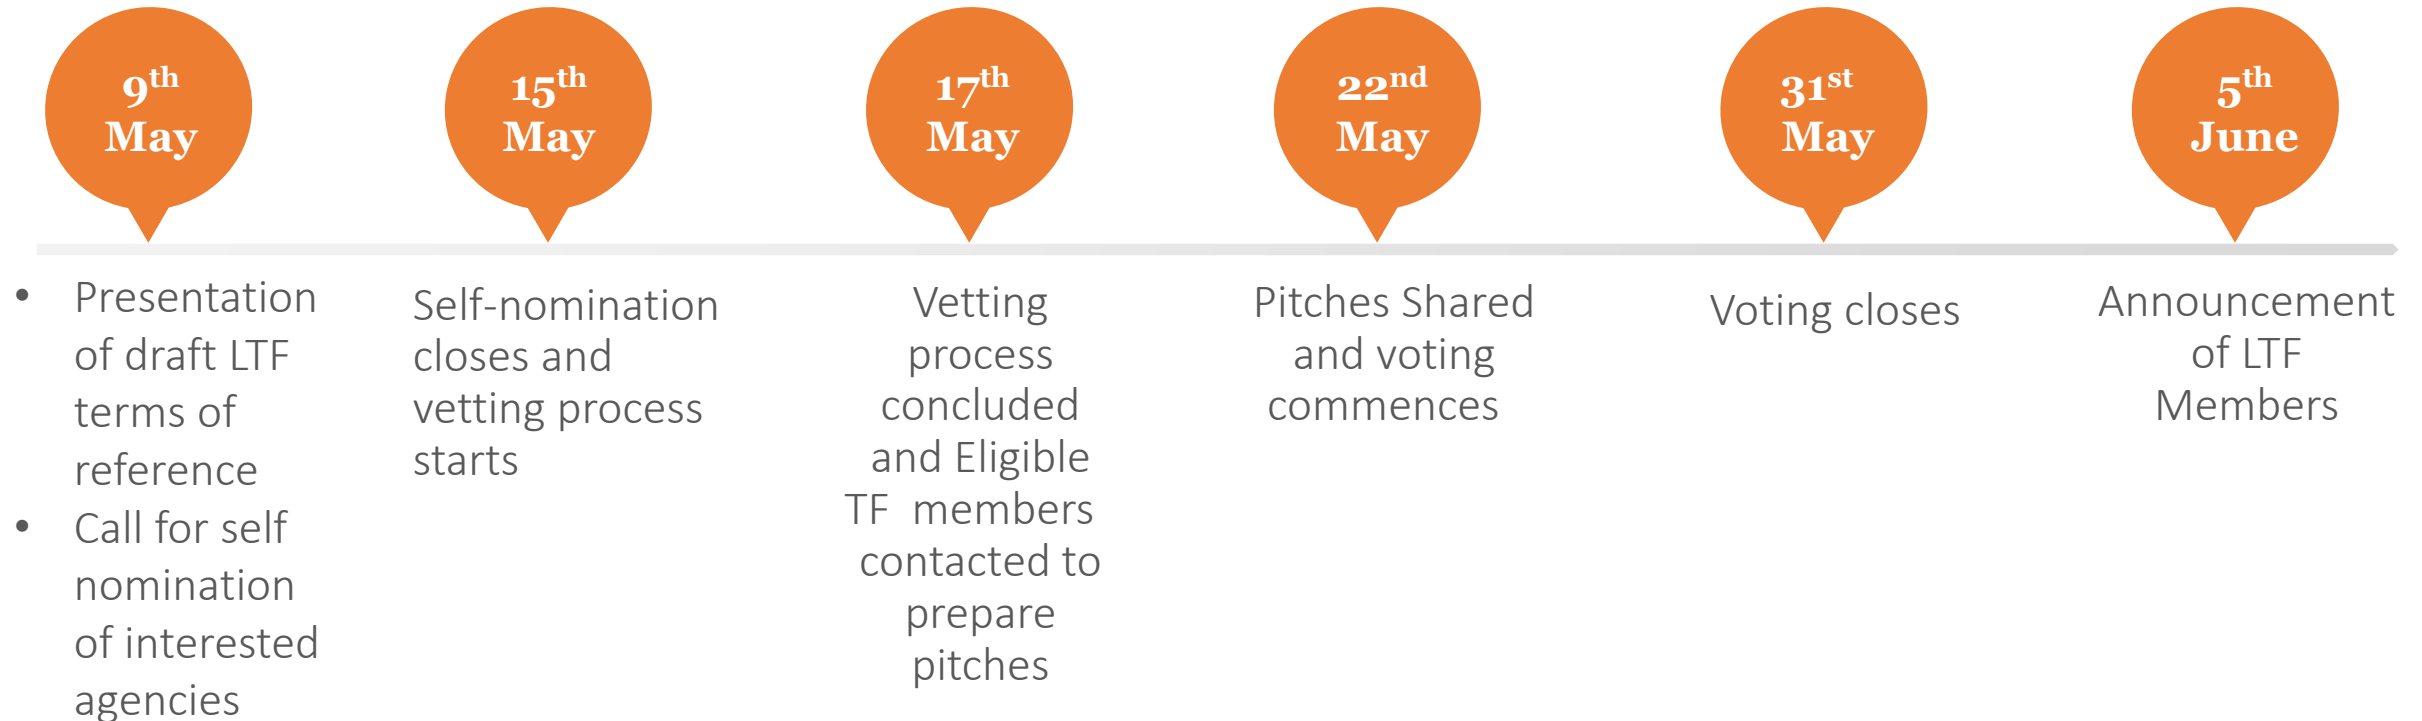 9th
May
15th
May
17th
May
22nd
May
31st
May
5th
June
• Presentation
of draft LTF
terms of
reference
• Call for self
nomination
of interested
agencies
Self-nomination
closes and
vetting process
starts
Vetting
process
concluded
and Eligible
TF members
contacted to
prepare
pitches
Pitches Shared
and voting
commences
Voting closes
Announcement
of LTF
Members